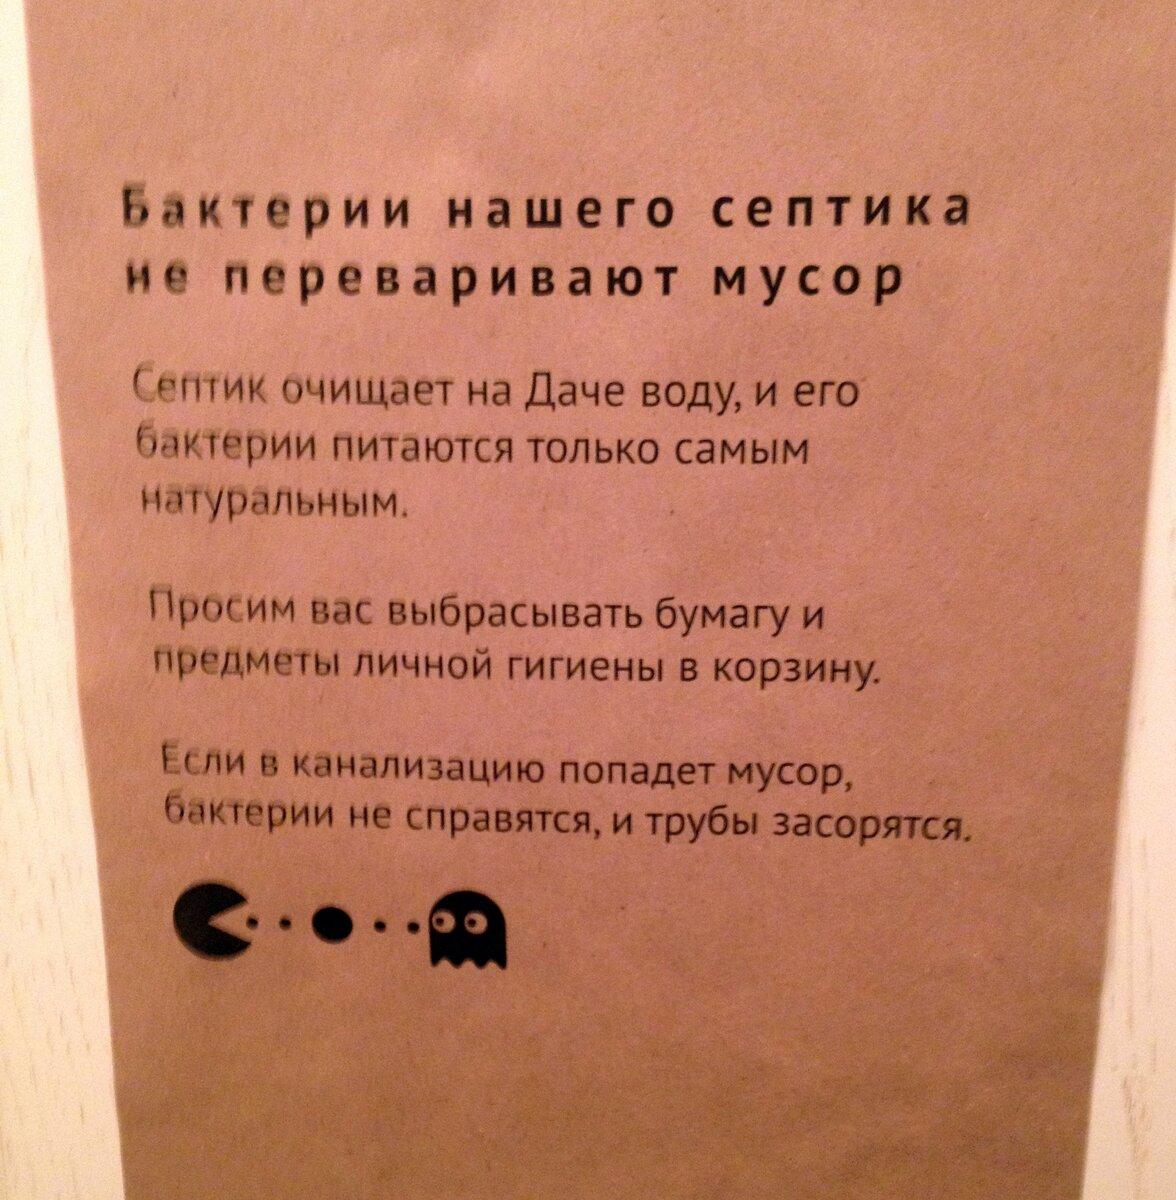 Бактерии нашего септика
не переваривают мусор
Септик очищает на Даче воду, и его
бактерии питаются только самым
натуральным.
Просим вас выбрасывать бумагу и
предметы личной гигиены в корзину.
Если в канализацию попадет мусор,
бактерии не справятся, и трубы засорятся.